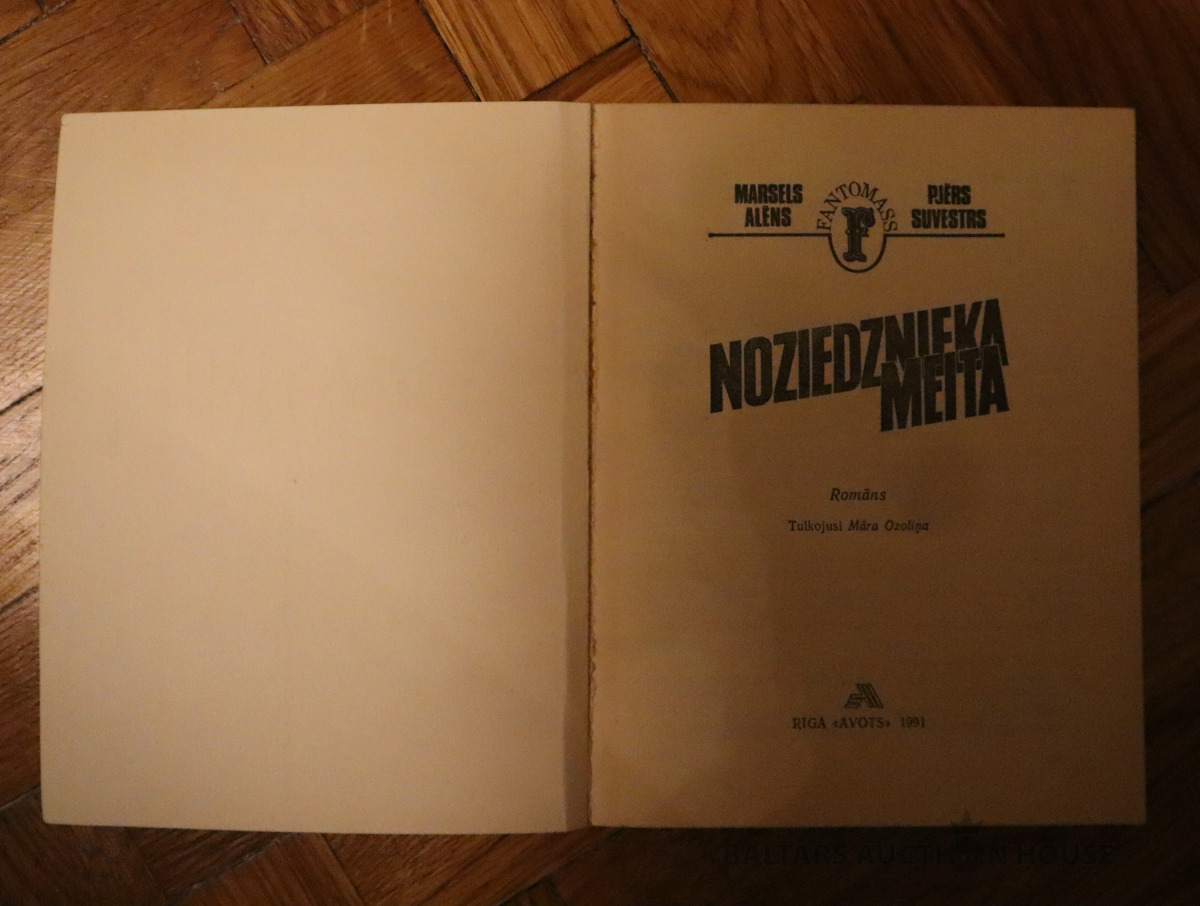 MARSELS ALĒNS
FANTOMASS
F
PJĒRS SUVESTRS
NOZIEDZNIEKA
MEITA
Romāns
Tulkojusi Māra Ozoliņa
RĪGA «AVOTS» 1991
BALTARS AUCTION HOUSE